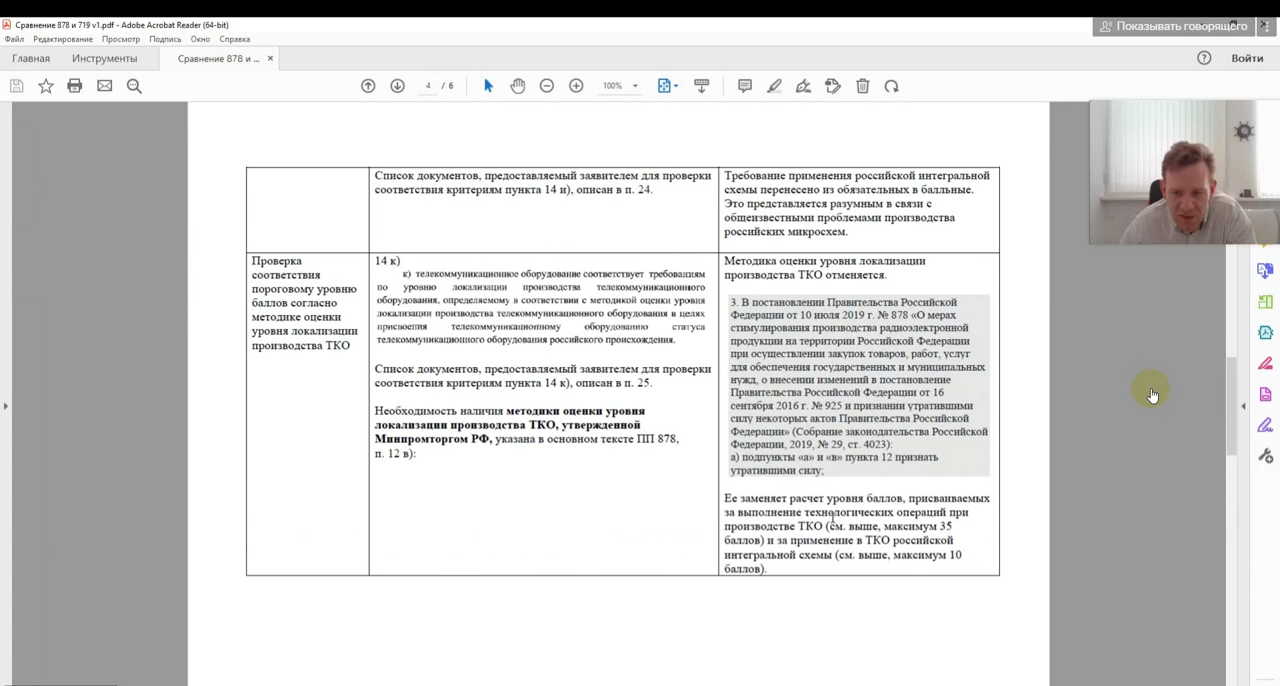 Сравнение 878 и 719 v1.pdf - Adobe Acrobat Reader (64-bit)
Показывать говорящего
Файл Редактирование Просмотр Подпись Окно Справка
Главная Инструменты Сравнение 878 и ... × Войти
4 / 6 100%
Список документов, предоставляемый заявителем для проверки
соответствия критериям пункта 14 и), описан в п. 24.
Требование применения российской интегральной
схемы перенесено из обязательных в балльные.
Это представляется разумным в связи с
общеизвестными проблемами производства
российских микросхем.
Проверка
соответствия
пороговому уровню
баллов согласно
методике оценки
уровня локализации
производства ТКО
14 к)
к) телекоммуникационное оборудование соответствует требованиям
по уровню локализации производства телекоммуникационного
оборудования, определяемому в соответствии с методикой оценки уровня
локализации производства телекоммуникационного оборудования в целях
присвоения телекоммуникационному оборудованию статуса
телекоммуникационного оборудования российского происхождения.
Список документов, предоставляемый заявителем для проверки
соответствия критериям пункта 14 к), описан в п. 25.
Необходимость наличия методики оценки уровня
локализации производства ТКО, утвержденной
Минпромторгом РФ, указана в основном тексте ПП 878,
п. 12 в):
Методика оценки уровня локализации
производства ТКО отменяется.
3. В постановлении Правительства Российской
Федерации от 10 июля 2019 г. № 878 «О мерах
стимулирования производства радиоэлектронной
продукции на территории Российской Федерации
при осуществлении закупок товаров, работ, услуг
для обеспечения государственных и муниципальных
нужд, о внесении изменений в постановление
Правительства Российской Федерации от 16
сентября 2016 г. № 925 и признании утратившими
силу некоторых актов Правительства Российской
Федерации» (Собрание законодательства Российской
Федерации, 2019, № 29, ст. 4023):
а) подпункты «а» и «в» пункта 12 признать
утратившими силу;
Ее заменяет расчет уровня баллов, присваиваемых
за выполнение технологических операций при
производстве ТКО (см. выше, максимум 35
баллов) и за применение в ТКО российской
интегральной схемы (см. выше, максимум 10
баллов).